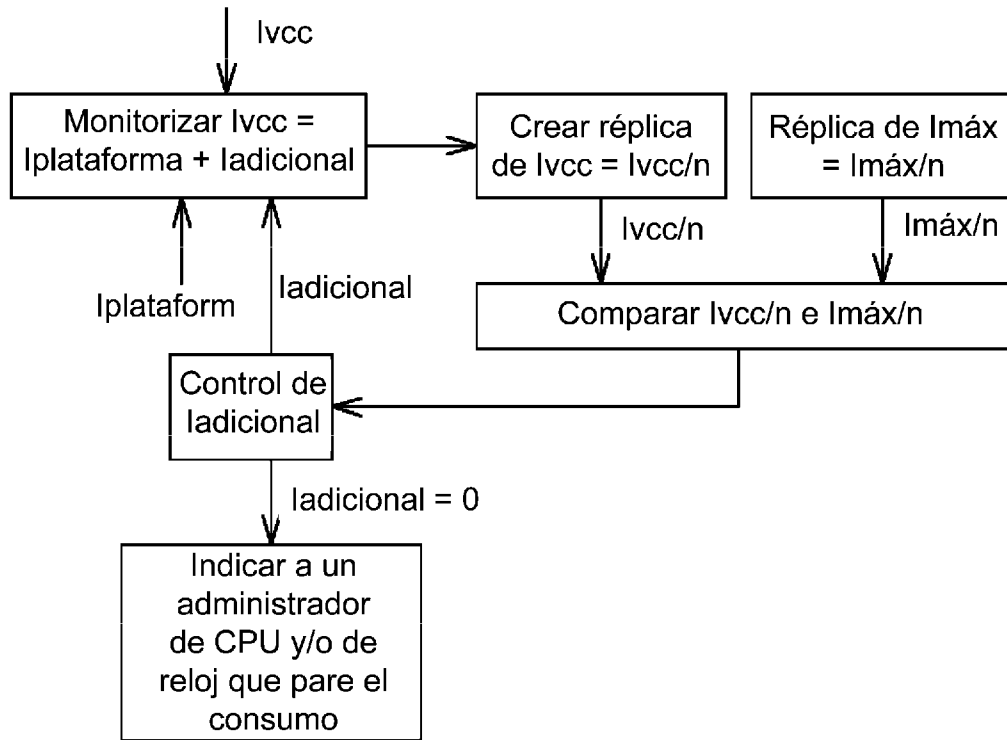 Ivcc
Monitorizar Ivcc =
Iplataforma + Iadicional
Crear réplica
de Ivcc = Ivcc/n
Réplica de Imáx
= Imáx/n
Ivcc/n
Imáx/n
Iplataform
Iadicional
Comparar Ivcc/n e Imáx/n
Control de
Iadicional
Iadicional = 0
Indicar a un
administrador
de CPU y/o de
reloj que pare el
consumo